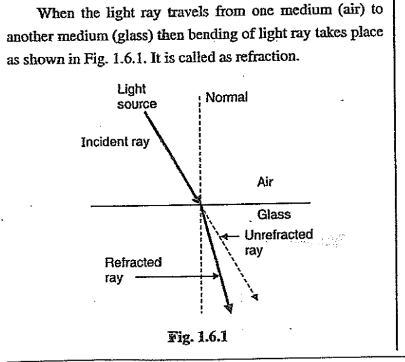 When the light ray travels from one medium (air) to
another medium (glass) then bending of light ray takes place
as shown in Fig. 1.6.1. It is called as refraction.
Light
source
Normal
Incident ray
Air
Glass
Unrefracted
ray
Refracted
ray
Fig. 1.6.1